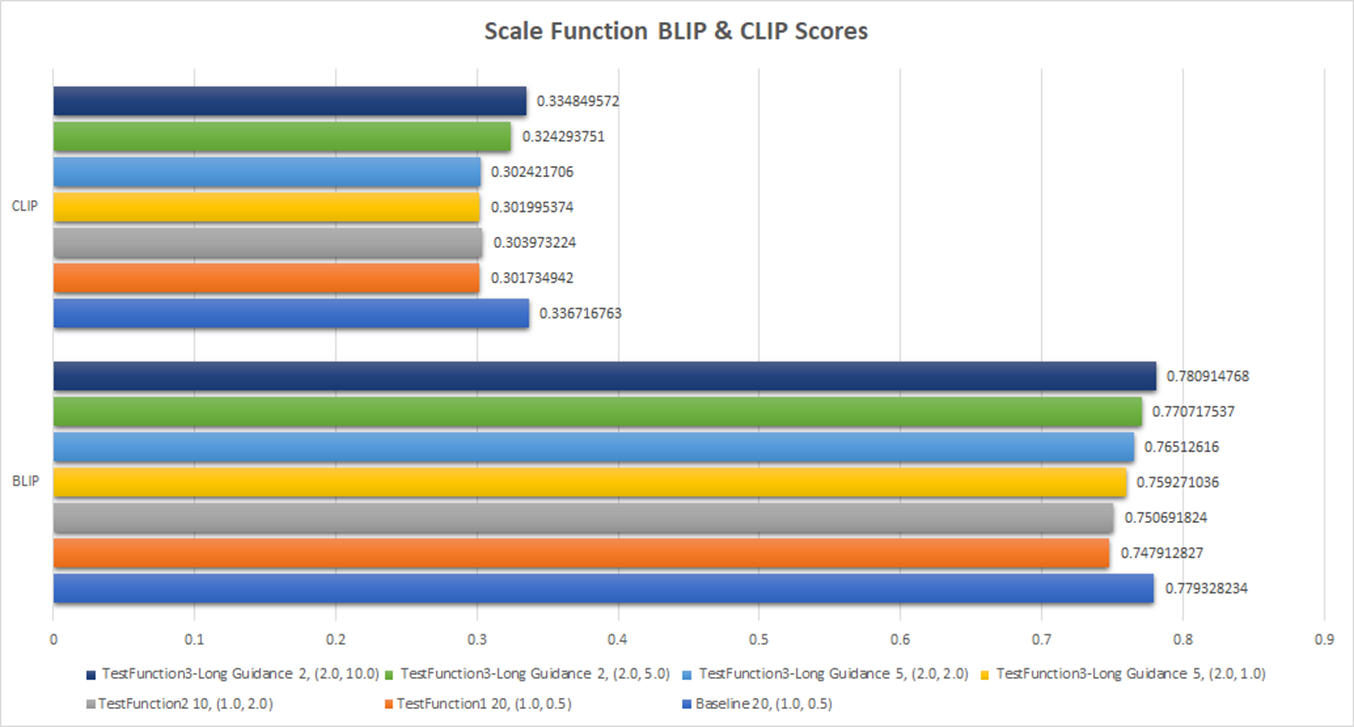 Scale Function BLIP & CLIP Scores
0.334849572
0.324293751
0.302421706
CLIP
0.301995374
0.303973224
0.301734942
0.336716763
0.780914768
0.770717537
0.76512616
BLIP
0.759271036
0.750691824
0.747912827
0.779328234
0 0.1 0.2 0.3 0.4 0.5 0.6 0.7 0.8 0.9
TestFunction3-Long Guidance 2, (2.0, 10.0) TestFunction3-Long Guidance 2, (2.0, 5.0) TestFunction3-Long Guidance 5, (2.0, 2.0) TestFunction3-Long Guidance 5, (2.0, 1.0)
TestFunction2 10, (1.0, 2.0) TestFunction1 20, (1.0, 0.5) Baseline 20, (1.0, 0.5)